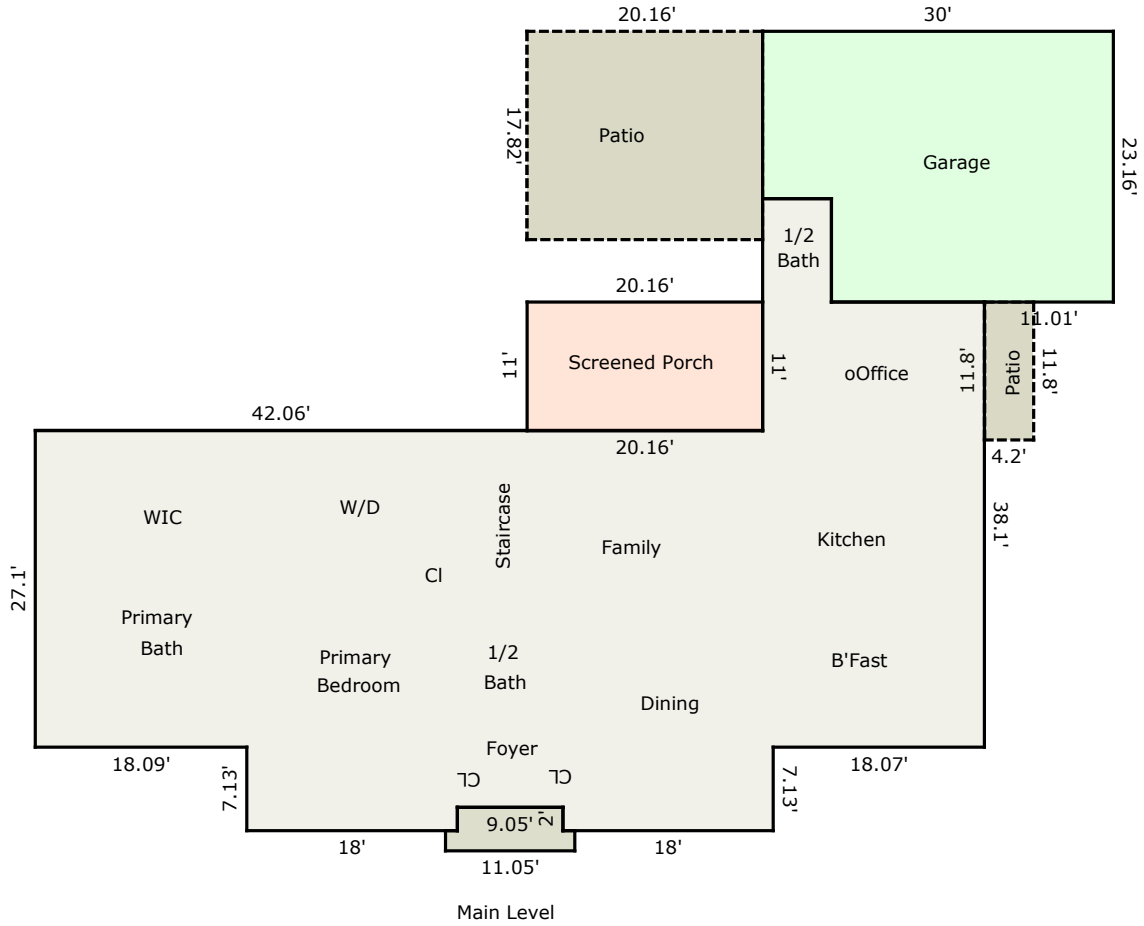 20.16'
30'
17.82'
Patio
Garage
23.16'
1/2
Bath
20.16'
11.01'
11'
Screened Porch
11'
oOffice
11.8'
Patio
11.8'
42.06'
20.16'
4.2'
WIC
W/D
Staircase
Family
Kitchen
38.1'
Cl
27.1'
Primary
Bath
Primary
Bedroom
1/2
Bath
B'Fast
Dining
Foyer
CL
CL
18.09'
7.13'
7.13'
18.07'
9.05'
2'
18'
18'
11.05'
Main Level